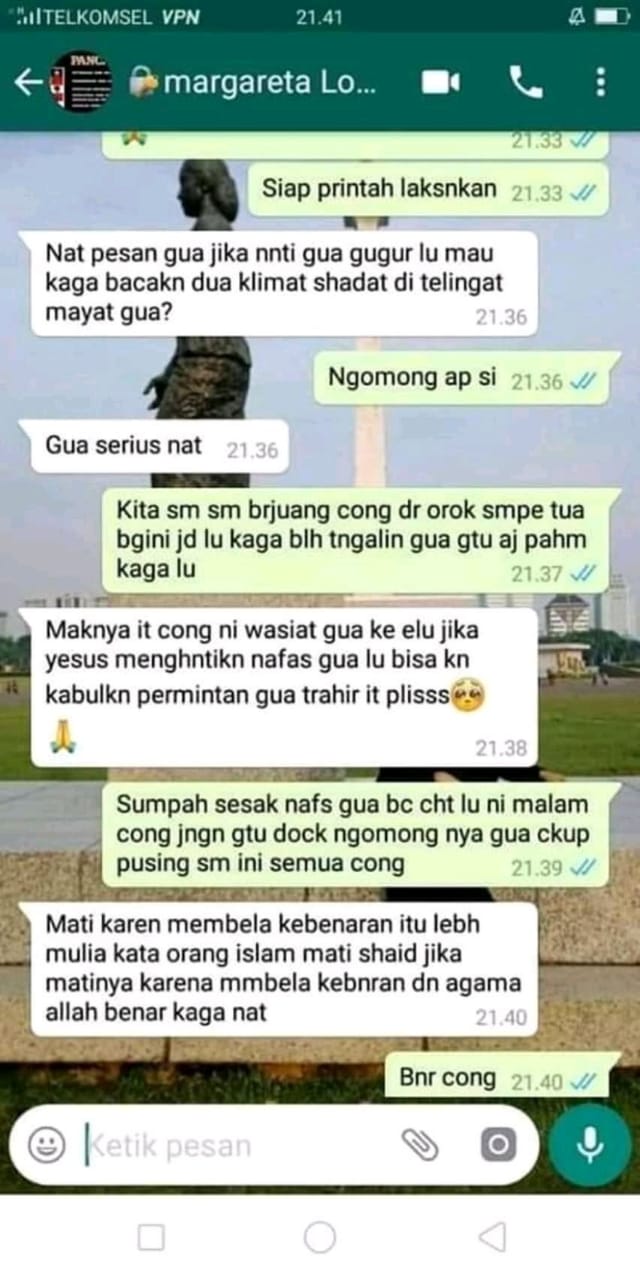 TELKOMSEL VPN 21.41
PANG
margareta Lo...
21.33
Siap printah laksnkan 21.33
Nat pesan gua jika nnti gua gugur lu mau
kaga bacakn dua klimat shadat di telingat
mayat gua? 21.36
Ngomong ap si 21.36
Gua serius nat 21.36
Kita sm sm brjuang cong dr orok smpe tua
bgini jd lu kaga blh tngalin gua gtu aj pahm
kaga lu 21.37
Maknya it cong ni wasiat gua ke elu jika
yesus menghntikn nafas gua lu bisa kn
kabulkn permintan gua trahir it plisss🥺
🙏 21.38
Sumpah sesak nafs gua bc cht lu ni malam
cong jngn gtu dock ngomong nya gua ckup
pusing sm ini semua cong 21.39
Mati karen membela kebenaran itu lebh
mulia kata orang islam mati shaid jika
matinya karena mmbela kebnran dn agama
allah benar kaga nat 21.40
Bnr cong 21.40
Ketik pesan